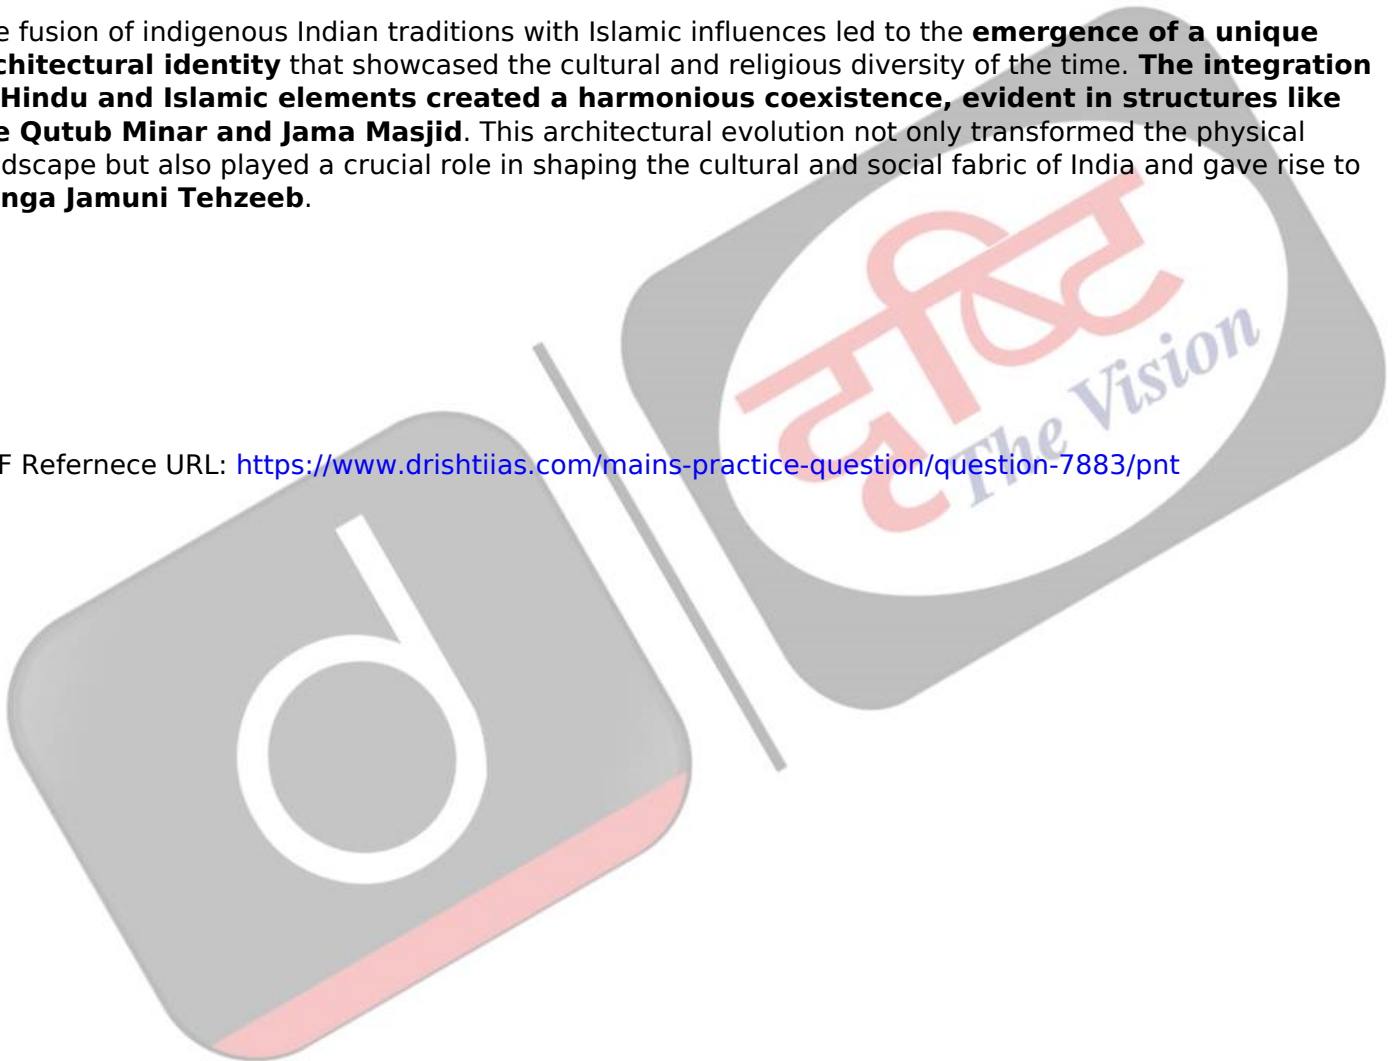 e fusion of indigenous Indian traditions with Islamic influences led to the emergence of a unique
chitectural identity that showcased the cultural and religious diversity of the time. The integration
Hindu and Islamic elements created a harmonious coexistence, evident in structures like
e Qutub Minar and Jama Masjid. This architectural evolution not only transformed the physical
dscape but also played a crucial role in shaping the cultural and social fabric of India and gave rise to
nga Jamuni Tehzeeb.
दृष्टि
The Vision
F Refernece URL: https://www.drishtiias.com/mains-practice-question/question-7883/pnt
d